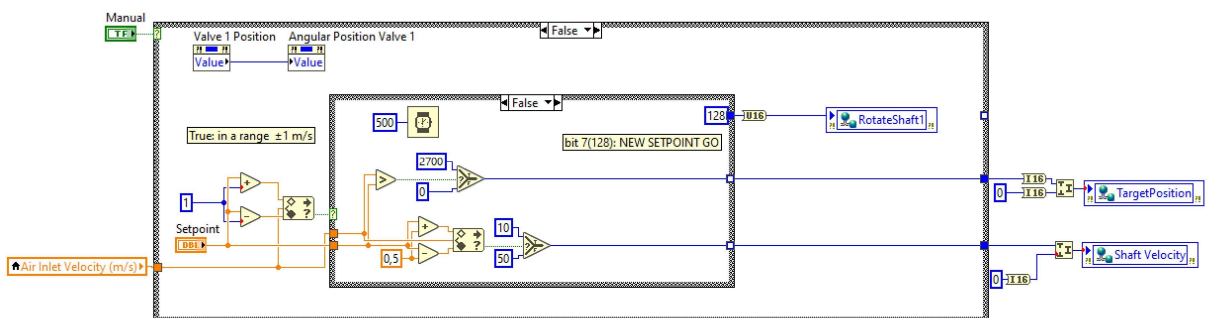 Manual
TF
?
False
Valve 1 Position
Angular Position Valve 1
Value
Value
False
500
128
U16
RotateShaft1
True: in a range ±1 m/s
bit 7(128): NEW SETPOINT GO
2700
>
0
I16
0
I16
TargetPosition
+
1
-
?
?
Setpoint
DBL
+
10
?
0,5
-
50
Shaft Velocity
Air Inlet Velocity (m/s)
0
I16